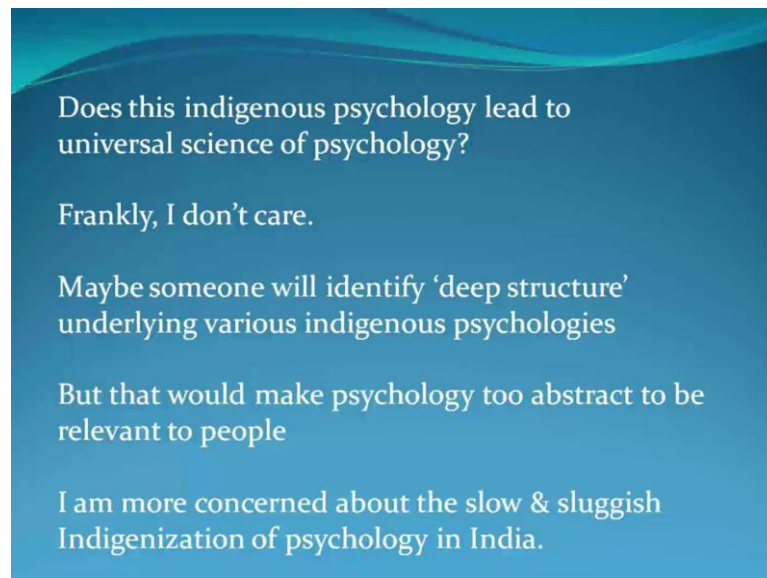 Does this indigenous psychology lead to
universal science of psychology?
Frankly, I don’t care.
Maybe someone will identify ‘deep structure’
underlying various indigenous psychologies
But that would make psychology too abstract to be
relevant to people
I am more concerned about the slow & sluggish
Indigenization of psychology in India.